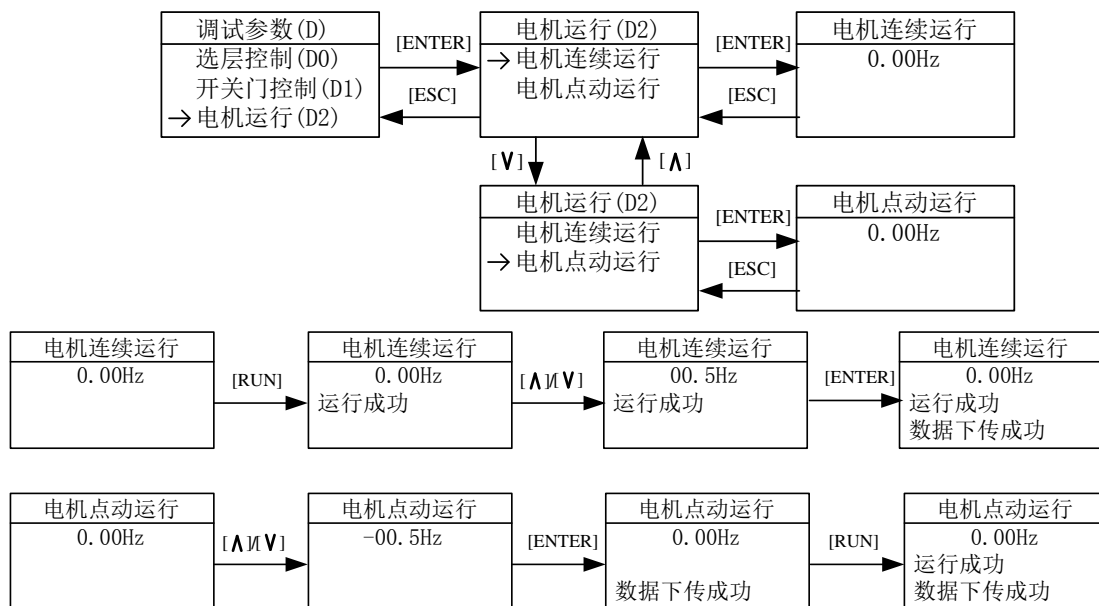 调试参数(D)
选层控制(D0)
开关门控制(D1)
→电机运行(D2)
[ENTER]
[ESC]
电机运行(D2)
→电机连续运行
电机点动运行
[ENTER]
[ESC]
电机连续运行
0.00Hz
[∨]
[∧]
电机运行(D2)
电机连续运行
→电机点动运行
[ENTER]
[ESC]
电机点动运行
0.00Hz
电机连续运行
0.00Hz
[RUN]
电机连续运行
0.00Hz
运行成功
[∧]/[∨]
电机连续运行
00.5Hz
运行成功
[ENTER]
电机连续运行
0.00Hz
运行成功
数据下传成功
电机点动运行
0.00Hz
[∧]/[∨]
电机点动运行
-00.5Hz
[ENTER]
电机点动运行
0.00Hz
数据下传成功
[RUN]
电机点动运行
0.00Hz
运行成功
数据下传成功